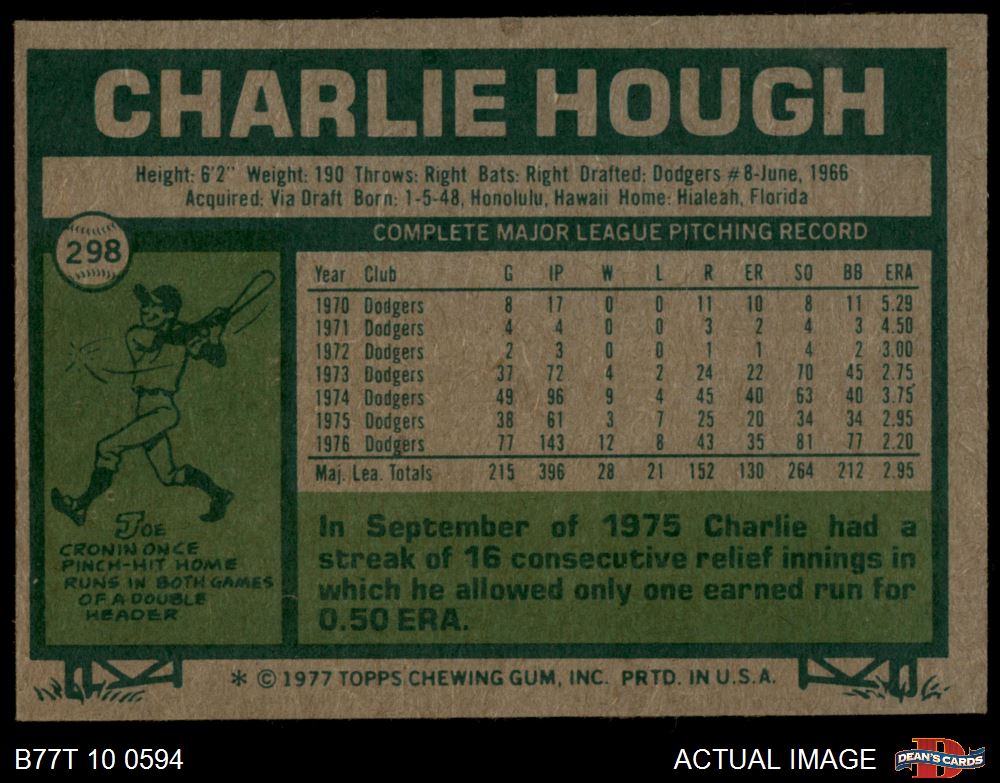 CHARLIE HOUGH
Height: 6'2" Weight: 190 Throws: Right Bats: Right Drafted: Dodgers #8-June, 1966
Acquired: Via Draft Born: 1-5-48, Honolulu, Hawaii Home: Hialeah, Florida
298
COMPLETE MAJOR LEAGUE PITCHING RECORD
Year Club G IP W L R ER SO BB ERA
1970 Dodgers 8 17 0 0 11 10 8 11 5.29
1971 Dodgers 4 4 0 0 3 2 4 3 4.50
1972 Dodgers 2 3 0 0 1 1 4 2 3.00
1973 Dodgers 37 72 4 2 24 22 70 45 2.75
1974 Dodgers 49 96 9 4 45 40 63 40 3.75
1975 Dodgers 38 61 3 7 25 20 34 34 2.95
1976 Dodgers 77 143 12 8 43 35 81 77 2.20
Maj. Lea. Totals 215 396 28 21 152 130 264 212 2.95
JOE
CRONIN ONCE
PINCH-HIT HOME
RUNS IN BOTH GAMES
OF A DOUBLE
HEADER
In September of 1975 Charlie had a
streak of 16 consecutive relief innings in
which he allowed only one earned run for
0.50 ERA.
* © 1977 TOPPS CHEWING GUM, INC. PRTD. IN U.S.A.
B77T 10 0594
ACTUAL IMAGE
D
DEAN'S CARDS